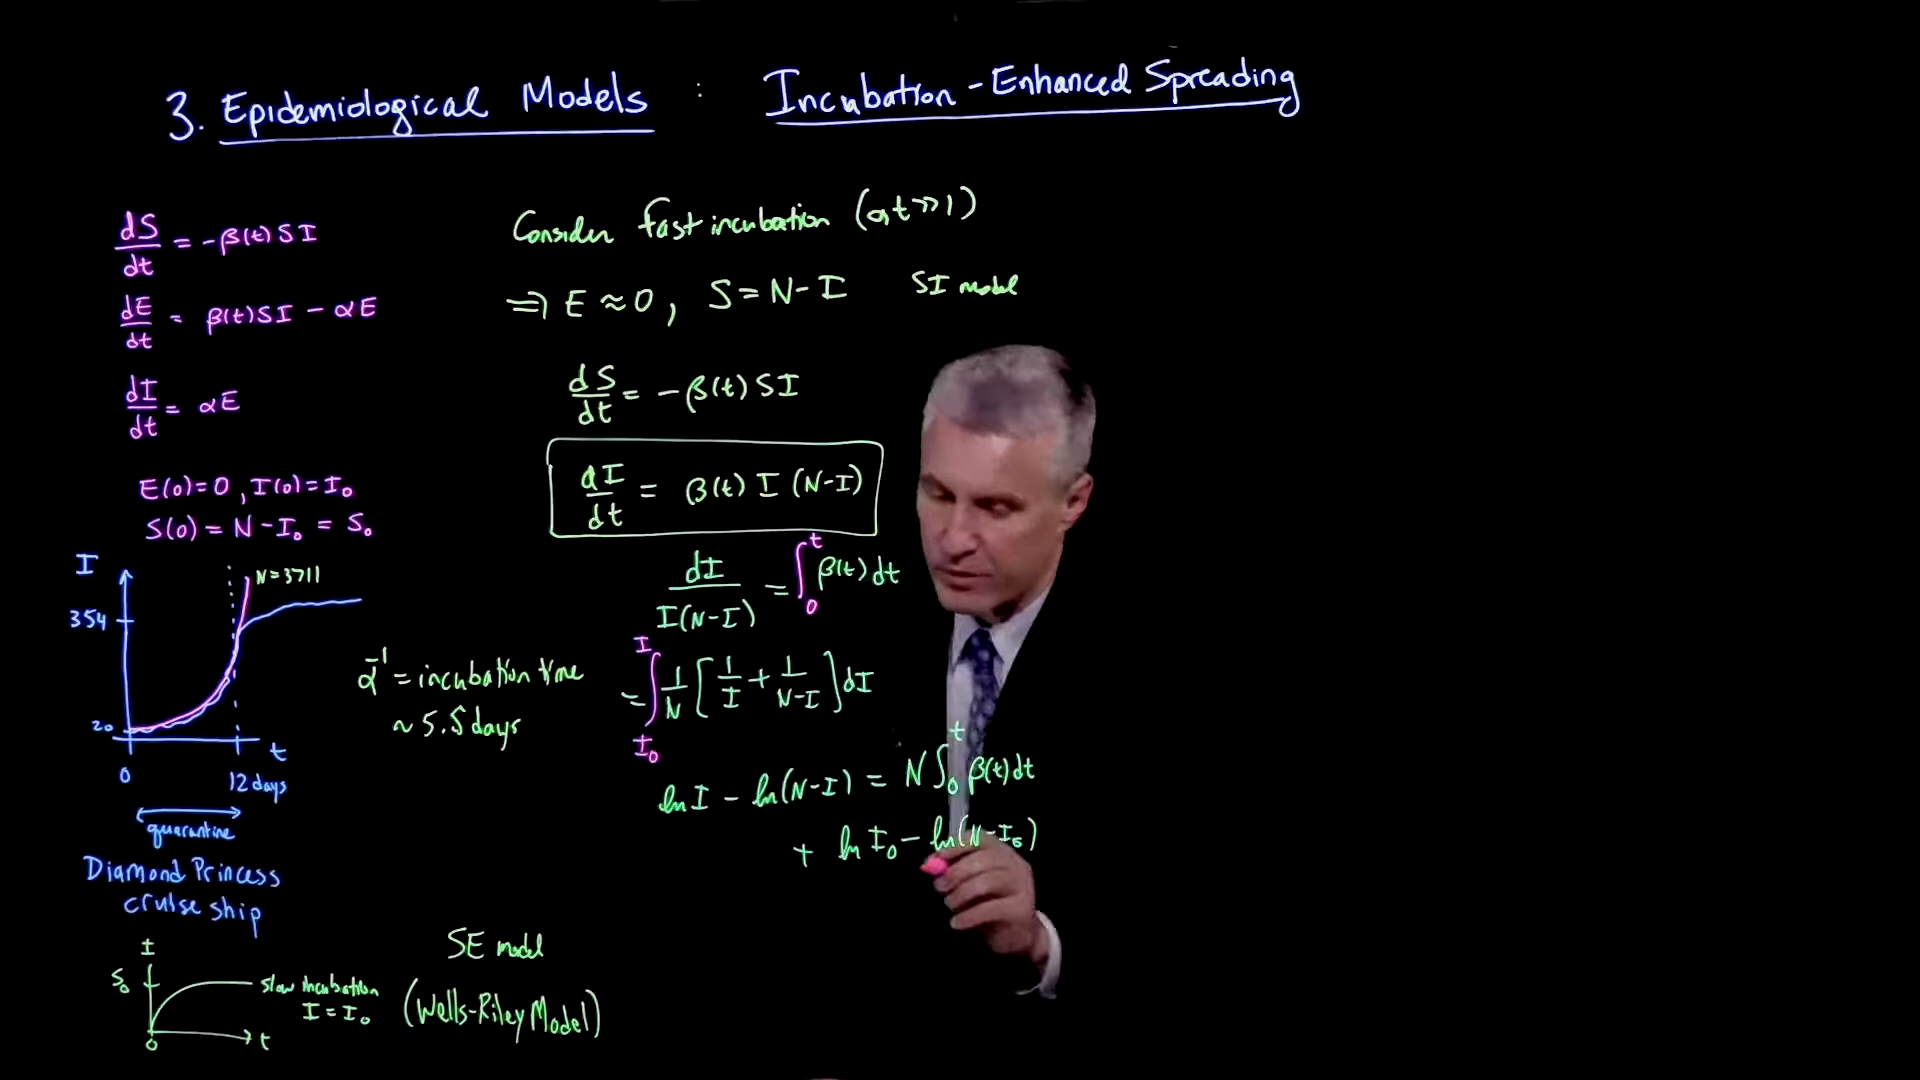 3. Epidemiological Models : Incubation-Enhanced Spreading
dS/dt = -β(t)SI
dE/dt = β(t)SI - αE
dI/dt = αE
E(0)=0, I(0)=I₀
S(0) = N - I₀ = S₀
I
N=3711
354
20
0
12 days
t
quarantine
Diamond Princess
cruise ship
I
S₀
0
t
slow incubation
I = I₀
SE model
(Wells-Riley Model)
α⁻¹ = incubation time
~ 5.5 days
Consider fast incubation (αt>>1)
⇒ E ≈ 0, S = N - I SI model
dS/dt = -β(t) SI
dI/dt = β(t) I (N-I)
dI/I(N-I) = ∫₀ᵗ β(t) dt
= ∫_{I₀}^{I} 1/N [1/I + 1/N-I] dI
ln I - ln(N-I) = N ∫₀ᵗ β(t) dt
+ ln I₀ - ln(N-I₀)